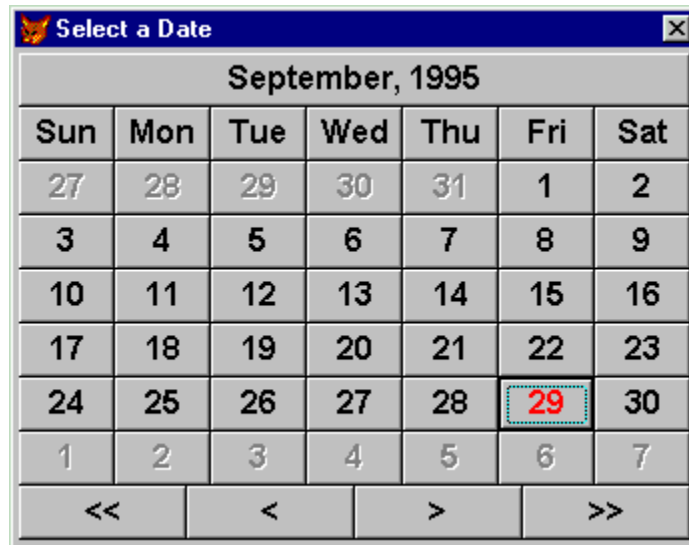 Select a Date
September, 1995
Sun Mon Tue Wed Thu Fri Sat
27 28 29 30 31 1 2
3 4 5 6 7 8 9
10 11 12 13 14 15 16
17 18 19 20 21 22 23
24 25 26 27 28 29 30
1 2 3 4 5 6 7
<< < > >>